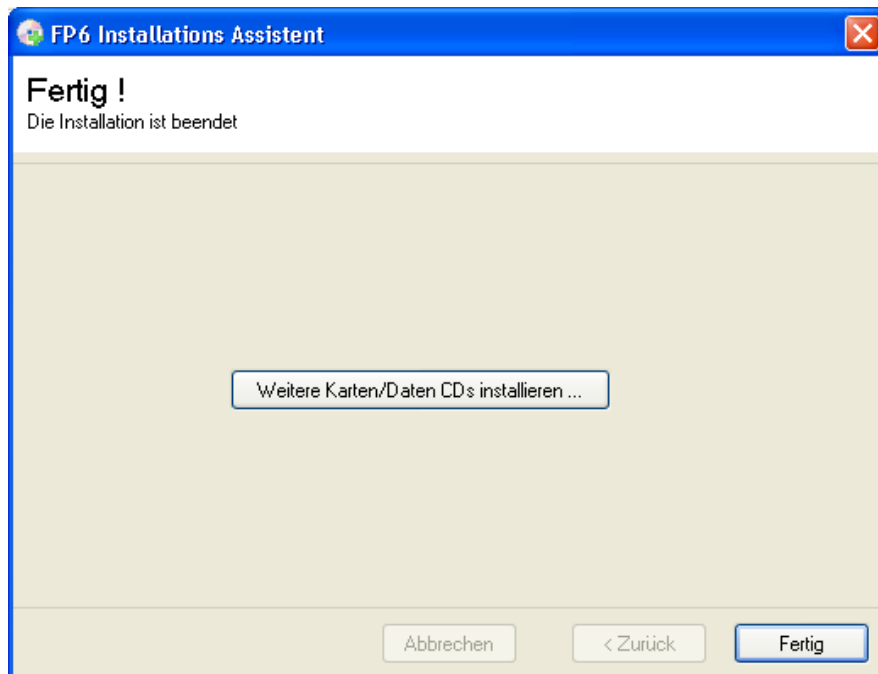 FP6 Installations Assistent
Fertig !
Die Installation ist beendet
Weitere Karten/Daten CDs installieren ...
Abbrechen
< Zurück
Fertig